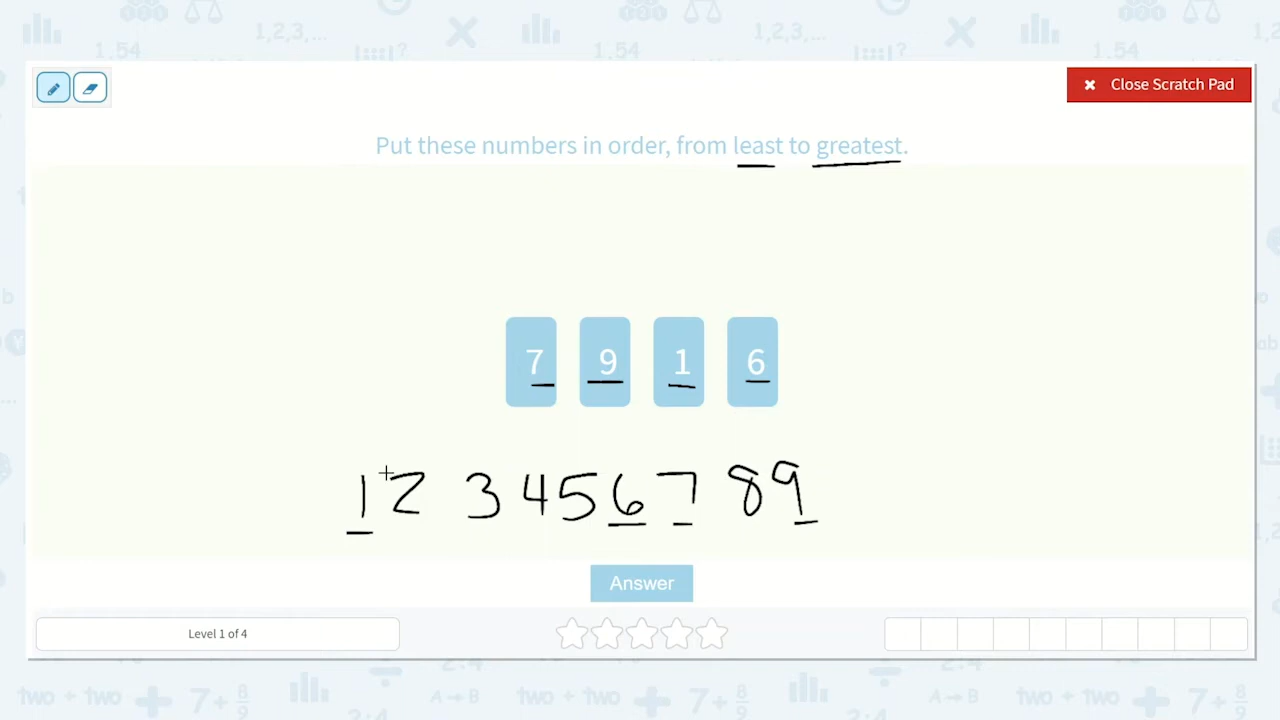 Close Scratch Pad
Put these numbers in order, from least to greatest.
7 9 1 6
1 2 3 4 5 6 7 8 9
Answer
Level 1 of 4